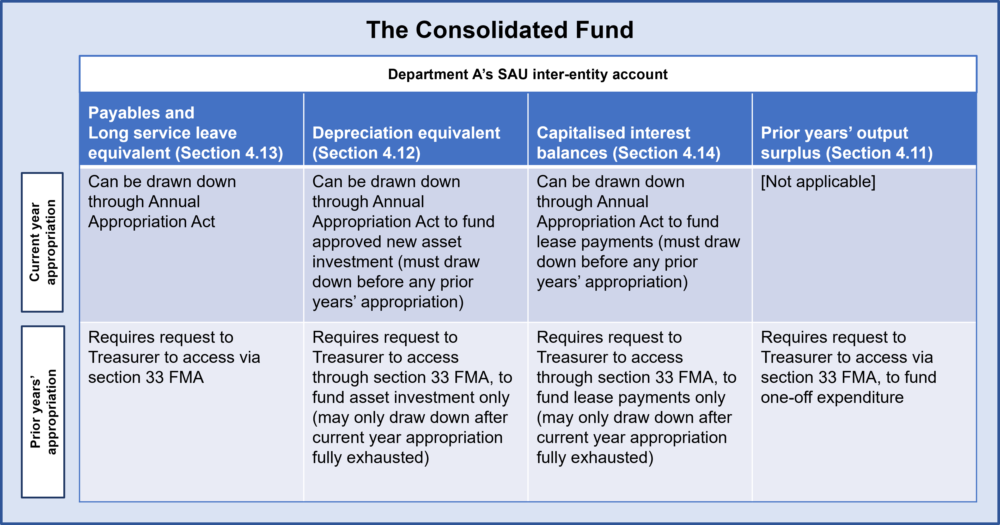 The Consolidated Fund
Department A’s SAU inter-entity account
Payables and
Long service leave
equivalent (Section 4.13)
Depreciation equivalent
(Section 4.12)
Capitalised interest
balances (Section 4.14)
Prior years’ output
surplus (Section 4.11)
Current year
appropriation
Can be drawn down
through Annual
Appropriation Act
Can be drawn down
through Annual
Appropriation Act to fund
approved new asset
investment (must draw
down before any prior
years’ appropriation)
Can be drawn down
through Annual
Appropriation Act to fund
lease payments (must draw
down before any prior
years’ appropriation)
[Not applicable]
Prior years’
appropriation
Requires request to
Treasurer to access via
section 33 FMA
Requires request to
Treasurer to access
through section 33 FMA, to
fund asset investment only
(may only draw down after
current year appropriation
fully exhausted)
Requires request to
Treasurer to access
through section 33 FMA, to
fund lease payments only
(may only draw down after
current year appropriation
fully exhausted)
Requires request to
Treasurer to access via
section 33 FMA, to fund
one-off expenditure